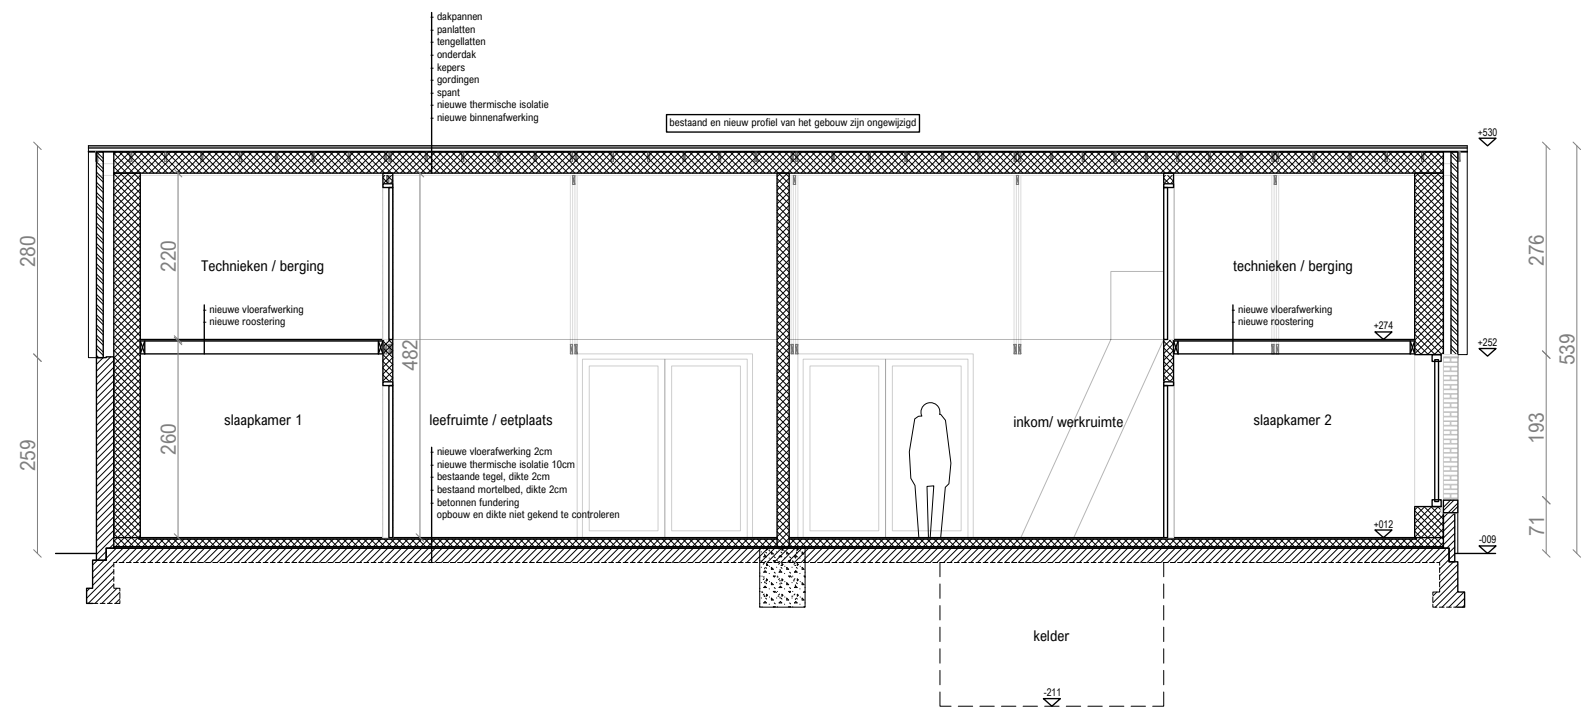 dakpannen
panlatten
tengellatten
onderdak
kepers
gordingen
spant
nieuwe thermische isolatie
nieuwe binnenafwerking
bestaand en nieuw profiel van het gebouw zijn ongewijzigd
+530
280
220
Technieken / berging
technieken / berging
276
539
nieuwe vloerafwerking
nieuwe roostering
nieuwe vloerafwerking
nieuwe roostering
+274
+252
482
259
260
slaapkamer 1
leefruimte / eetplaats
inkom/ werkruimte
slaapkamer 2
193
nieuwe vloerafwerking 2cm
nieuwe thermische isolatie 10cm
bestaande tegel, dikte 2cm
bestaand mortelbed, dikte 2cm
betonnen fundering
opbouw en dikte niet gekend te controleren
+012
71
-009
kelder
-211